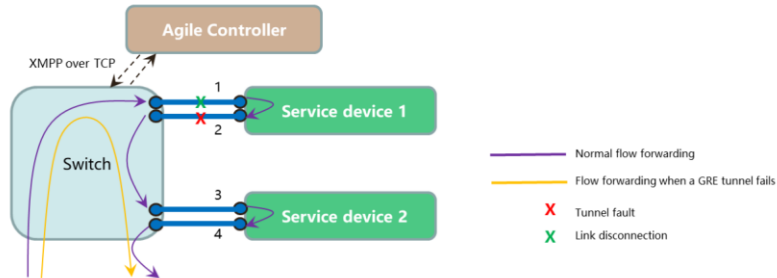 Agile Controller
XMPP over TCP
1
X
Service device 1
X
2
Switch
Normal flow forwarding
Flow forwarding when a GRE tunnel fails
3
X Tunnel fault
Service device 2
4
X Link disconnection